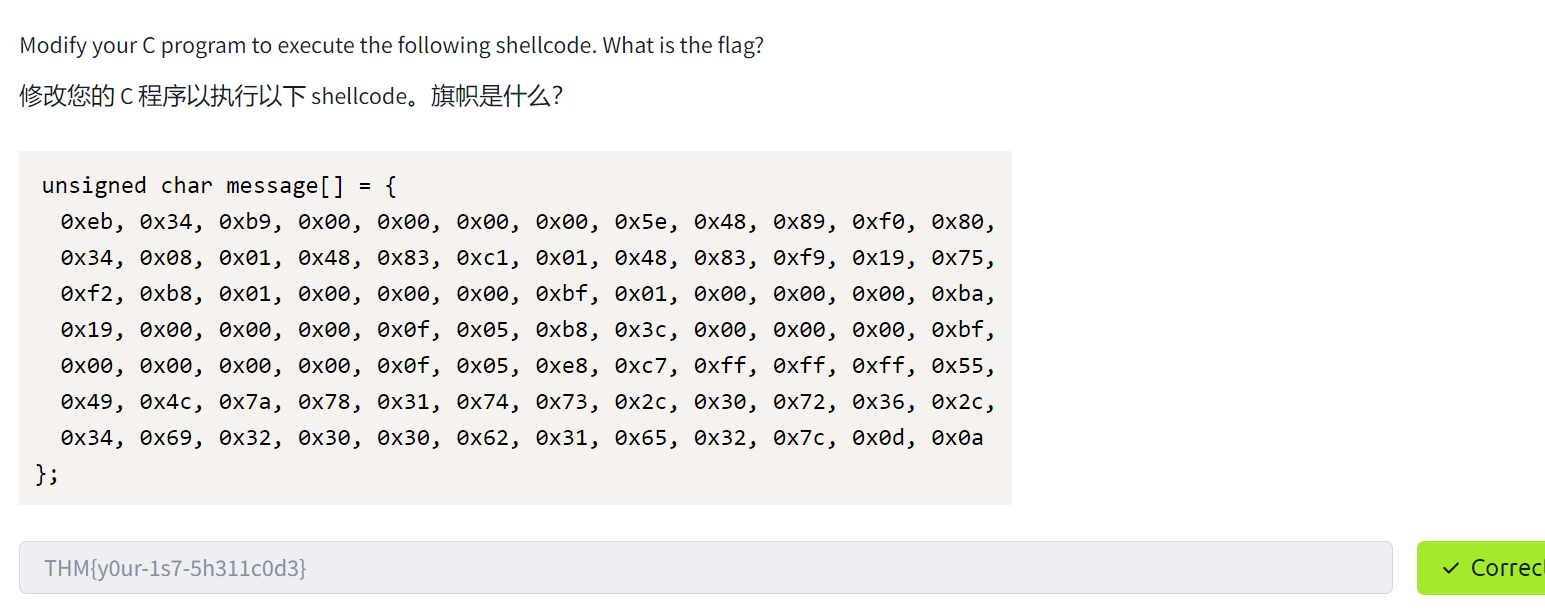 Modify your C program to execute the following shellcode. What is the flag?
修改您的 C 程序以执行以下 shellcode。旗帜是什么？
unsigned char message[] = {
0xeb, 0x34, 0xb9, 0x00, 0x00, 0x00, 0x00, 0x5e, 0x48, 0x89, 0xf0, 0x80,
0x34, 0x08, 0x01, 0x48, 0x83, 0xc1, 0x01, 0x48, 0x83, 0xf9, 0x19, 0x75,
0xf2, 0xb8, 0x01, 0x00, 0x00, 0x00, 0xbf, 0x01, 0x00, 0x00, 0x00, 0xba,
0x19, 0x00, 0x00, 0x00, 0x0f, 0x05, 0xb8, 0x3c, 0x00, 0x00, 0x00, 0xbf,
0x00, 0x00, 0x00, 0x00, 0x0f, 0x05, 0xe8, 0xc7, 0xff, 0xff, 0xff, 0x55,
0x49, 0x4c, 0x7a, 0x78, 0x31, 0x74, 0x73, 0x2c, 0x30, 0x72, 0x36, 0x2c,
0x34, 0x69, 0x32, 0x30, 0x30, 0x62, 0x31, 0x65, 0x32, 0x7c, 0x0d, 0x0a
};
THM{y0ur-1s7-5h311c0d3}
✓ Correc